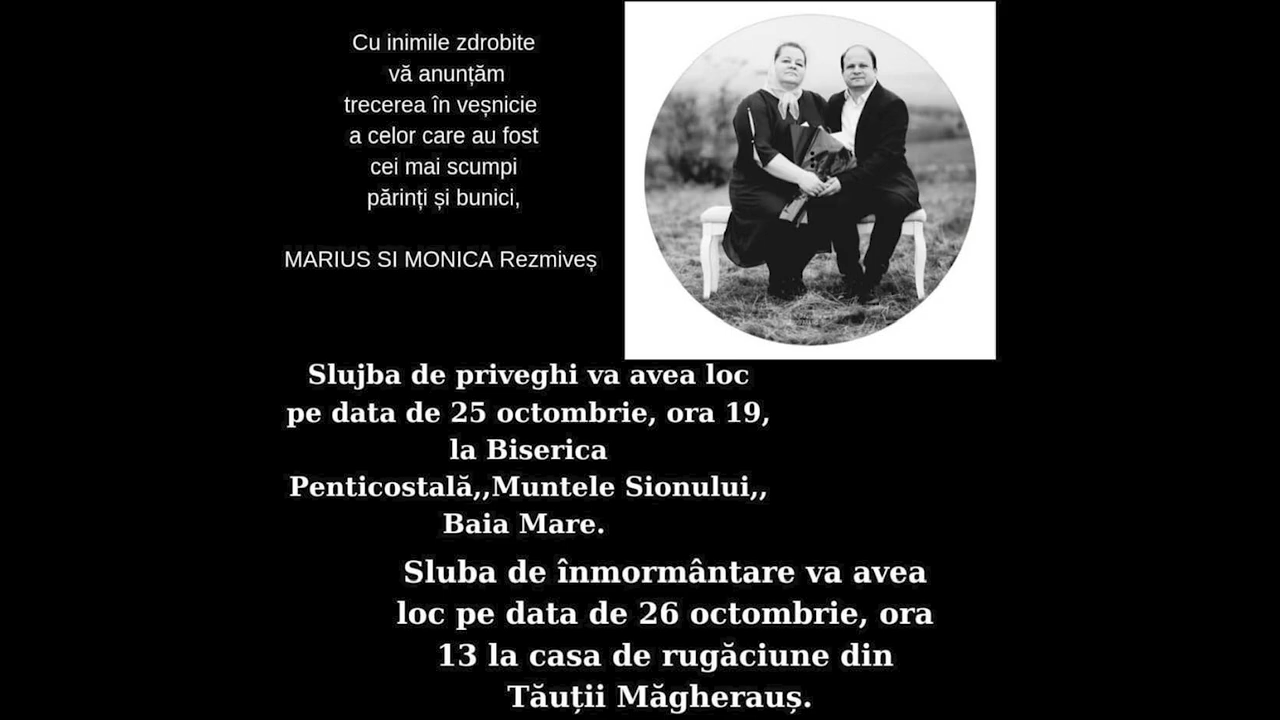 Cu inimile zdrobite
vă anunțăm
trecerea în veșnicie
a celor care au fost
cei mai scumpi
părinți și bunici,
MARIUS SI MONICA Rezmiveș
Slujba de priveghi va avea loc
pe data de 25 octombrie, ora 19,
la Biserica
Penticostală,,Muntele Sionului,,
Baia Mare.
Sluba de înmormântare va avea
loc pe data de 26 octombrie, ora
13 la casa de rugăciune din
Tăuții Măgherauș.